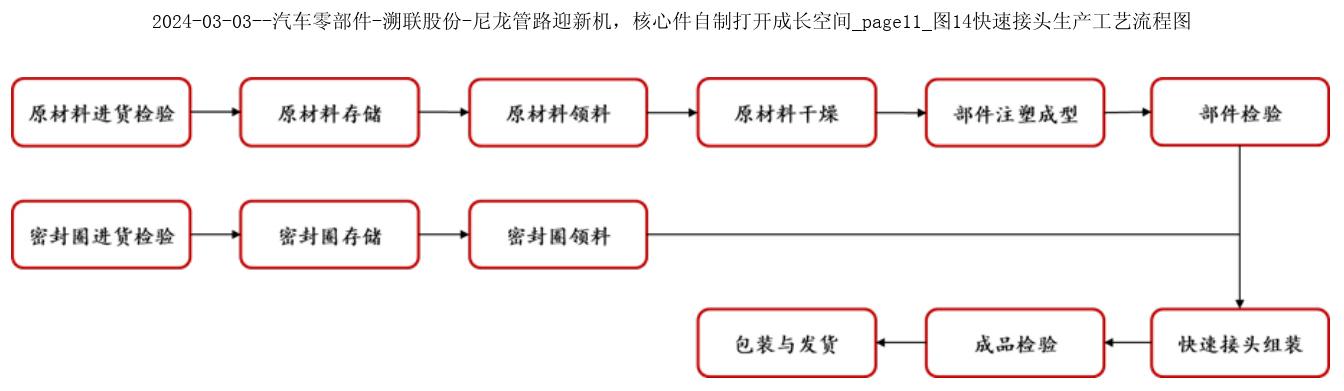 2024-03-03--汽车零部件-溯联股份-尼龙管路迎新机，核心件自制打开成长空间_page11_图14快速接头生产工艺流程图
原材料进货检验 原材料存储 原材料领料 原材料干燥 部件注塑成型 部件检验
密封圈进货检验 密封圈存储 密封圈领料
包装与发货 成品检验 快速接头组装